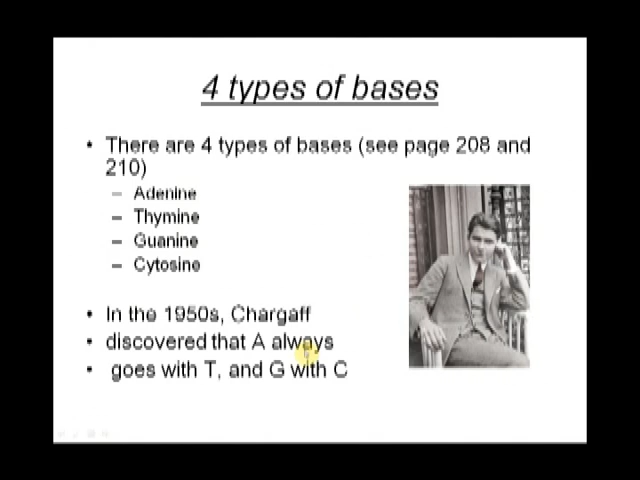 4 types of bases
• There are 4 types of bases (see page 208 and
210)
– Adenine
– Thymine
– Guanine
– Cytosine
• In the 1950s, Chargaff
• discovered that A always
• goes with T, and G with C